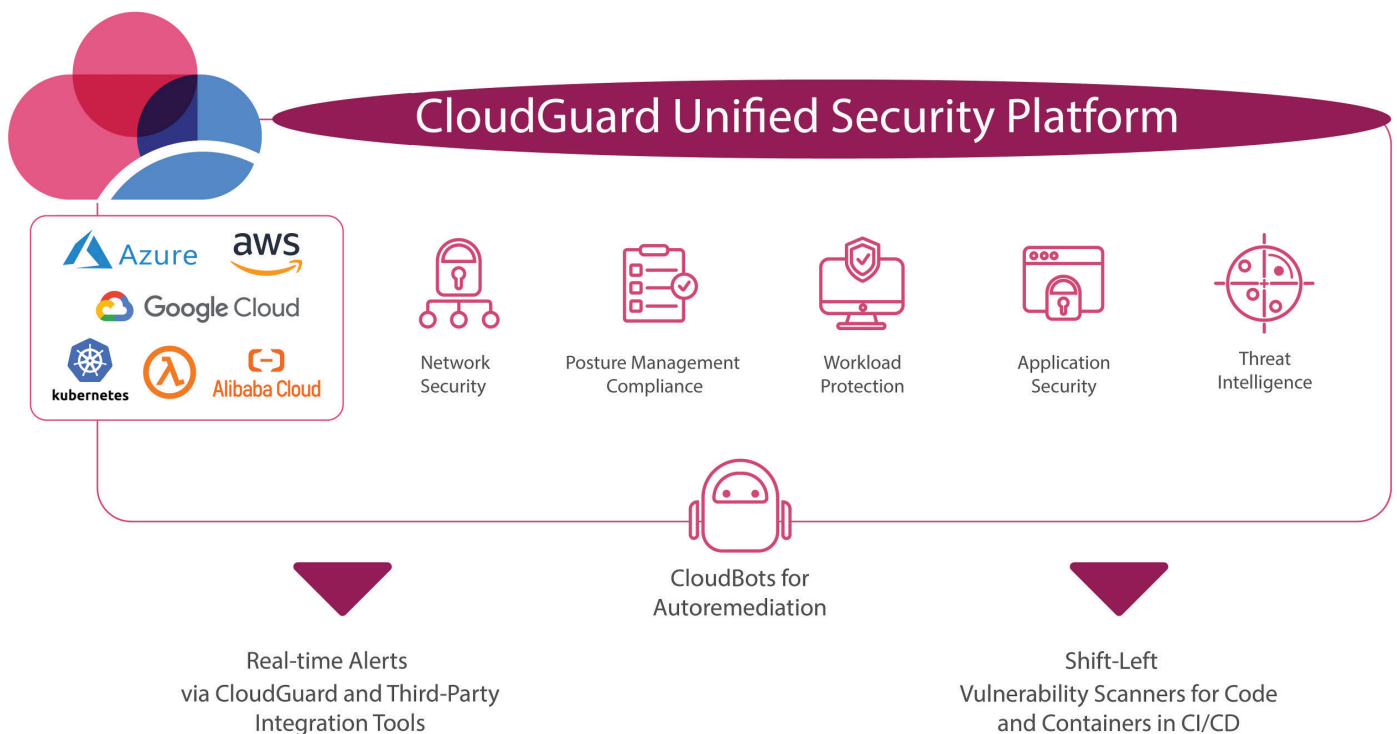 CloudGuard Unified Security Platform
Azure
aws
Google Cloud
kubernetes
λ
Alibaba Cloud
Network
Security
Posture Management
Compliance
Workload
Protection
Application
Security
Threat
Intelligence
CloudBots for
Autoremediation
Real-time Alerts
via CloudGuard and Third-Party
Integration Tools
Shift-Left
Vulnerability Scanners for Code
and Containers in CI/CD